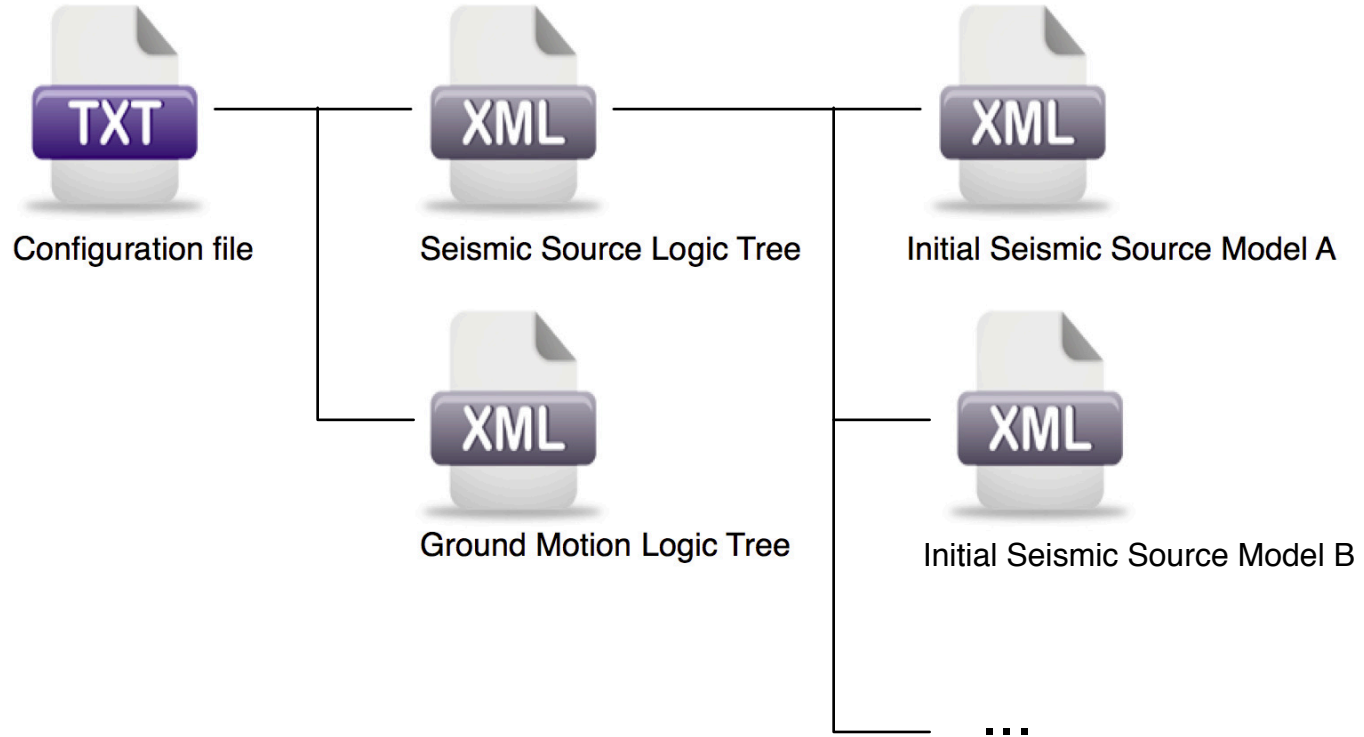 TXT
XML
XML
Configuration file
Seismic Source Logic Tree
Initial Seismic Source Model A
XML
XML
Ground Motion Logic Tree
Initial Seismic Source Model B
...